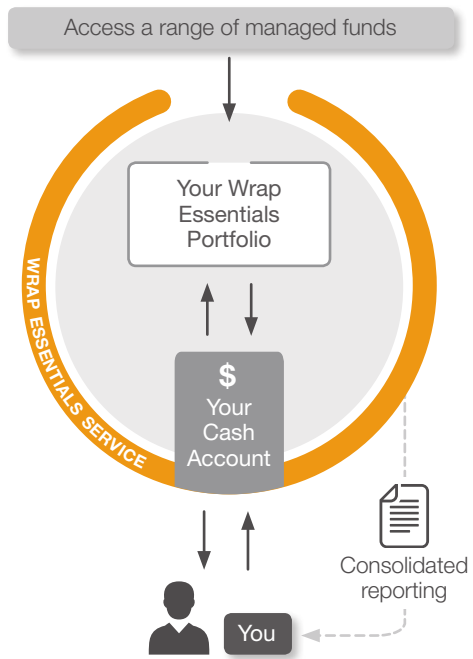 Access a range of managed funds
Your Wrap
Essentials
Portfolio
WRAP ESSENTIALS SERVICE
$
Your
Cash
Account
Consolidated
reporting
You